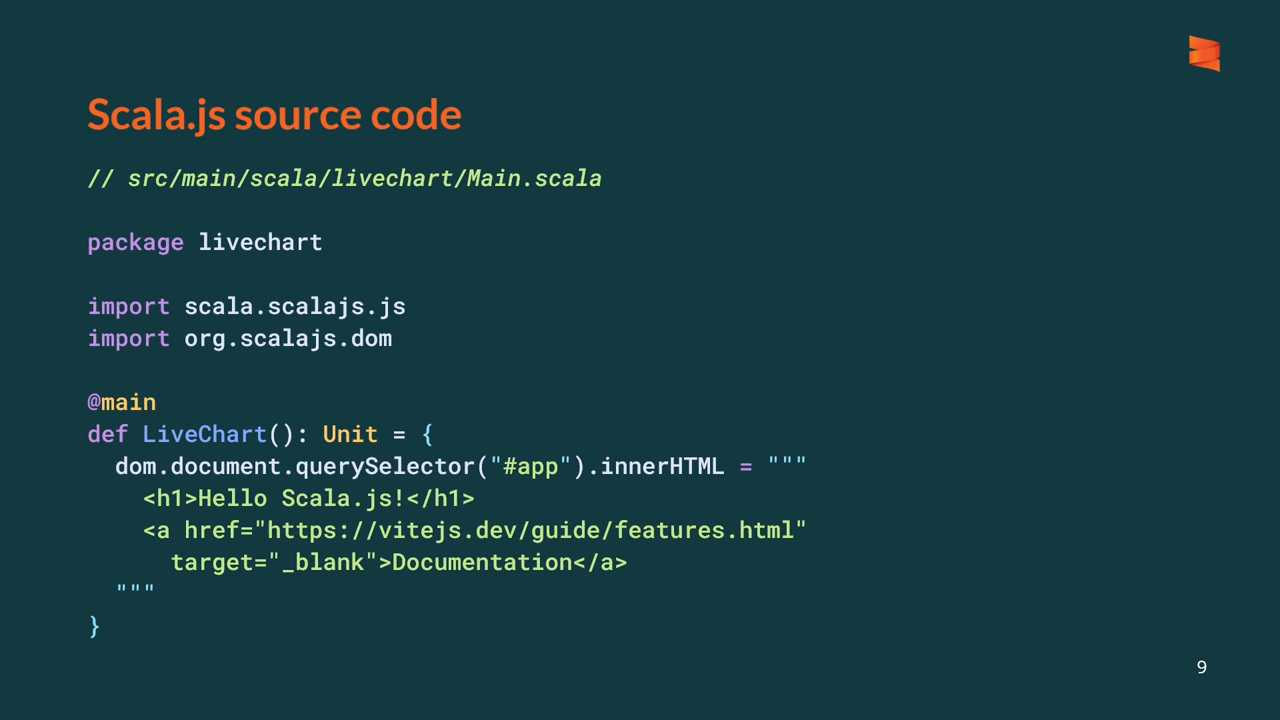 Scala.js source code
// src/main/scala/livechart/Main.scala
package livechart
import scala.scalajs.js
import org.scalajs.dom
@main
def LiveChart(): Unit = {
  dom.document.querySelector("#app").innerHTML = """
    <h1>Hello Scala.js!</h1>
    <a href="https://vitejs.dev/guide/features.html"
      target="_blank">Documentation</a>
  """
}
9